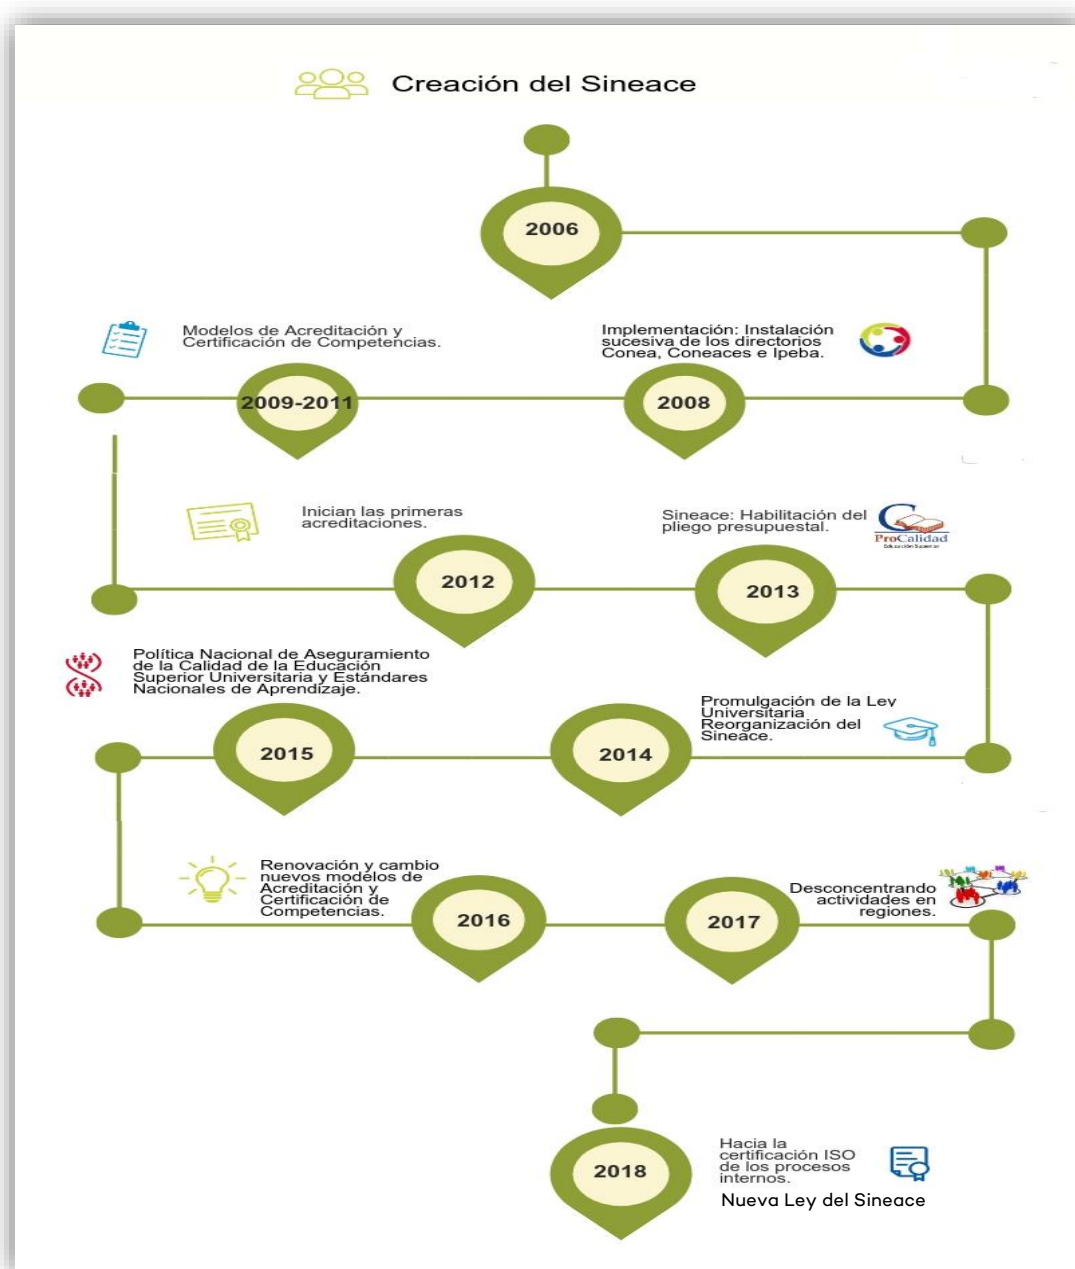 Creación del Sineace
2006
Implementación: Instalación
sucesiva de los directorios
Conea, Coneaces e Ipeba.
2008
Modelos de Acreditación y
Certificación de Competencias.
2009-2011
Inician las primeras
acreditaciones.
2012
Sineace: Habilitación del
pliego presupuestal.
ProCalidad
Educación Superior
2013
Promulgación de la Ley
Universitaria
Reorganización del
Sineace.
2014
Política Nacional de Aseguramiento
de la Calidad de la Educación
Superior Universitaria y Estándares
Nacionales de Aprendizaje.
2015
Renovación y cambio
nuevos modelos de
Acreditación y
Certificación de
Competencias.
2016
Desconcentrando
actividades en
regiones.
2017
Hacia la
certificación ISO
de los procesos
internos.
Nueva Ley del Sineace
2018